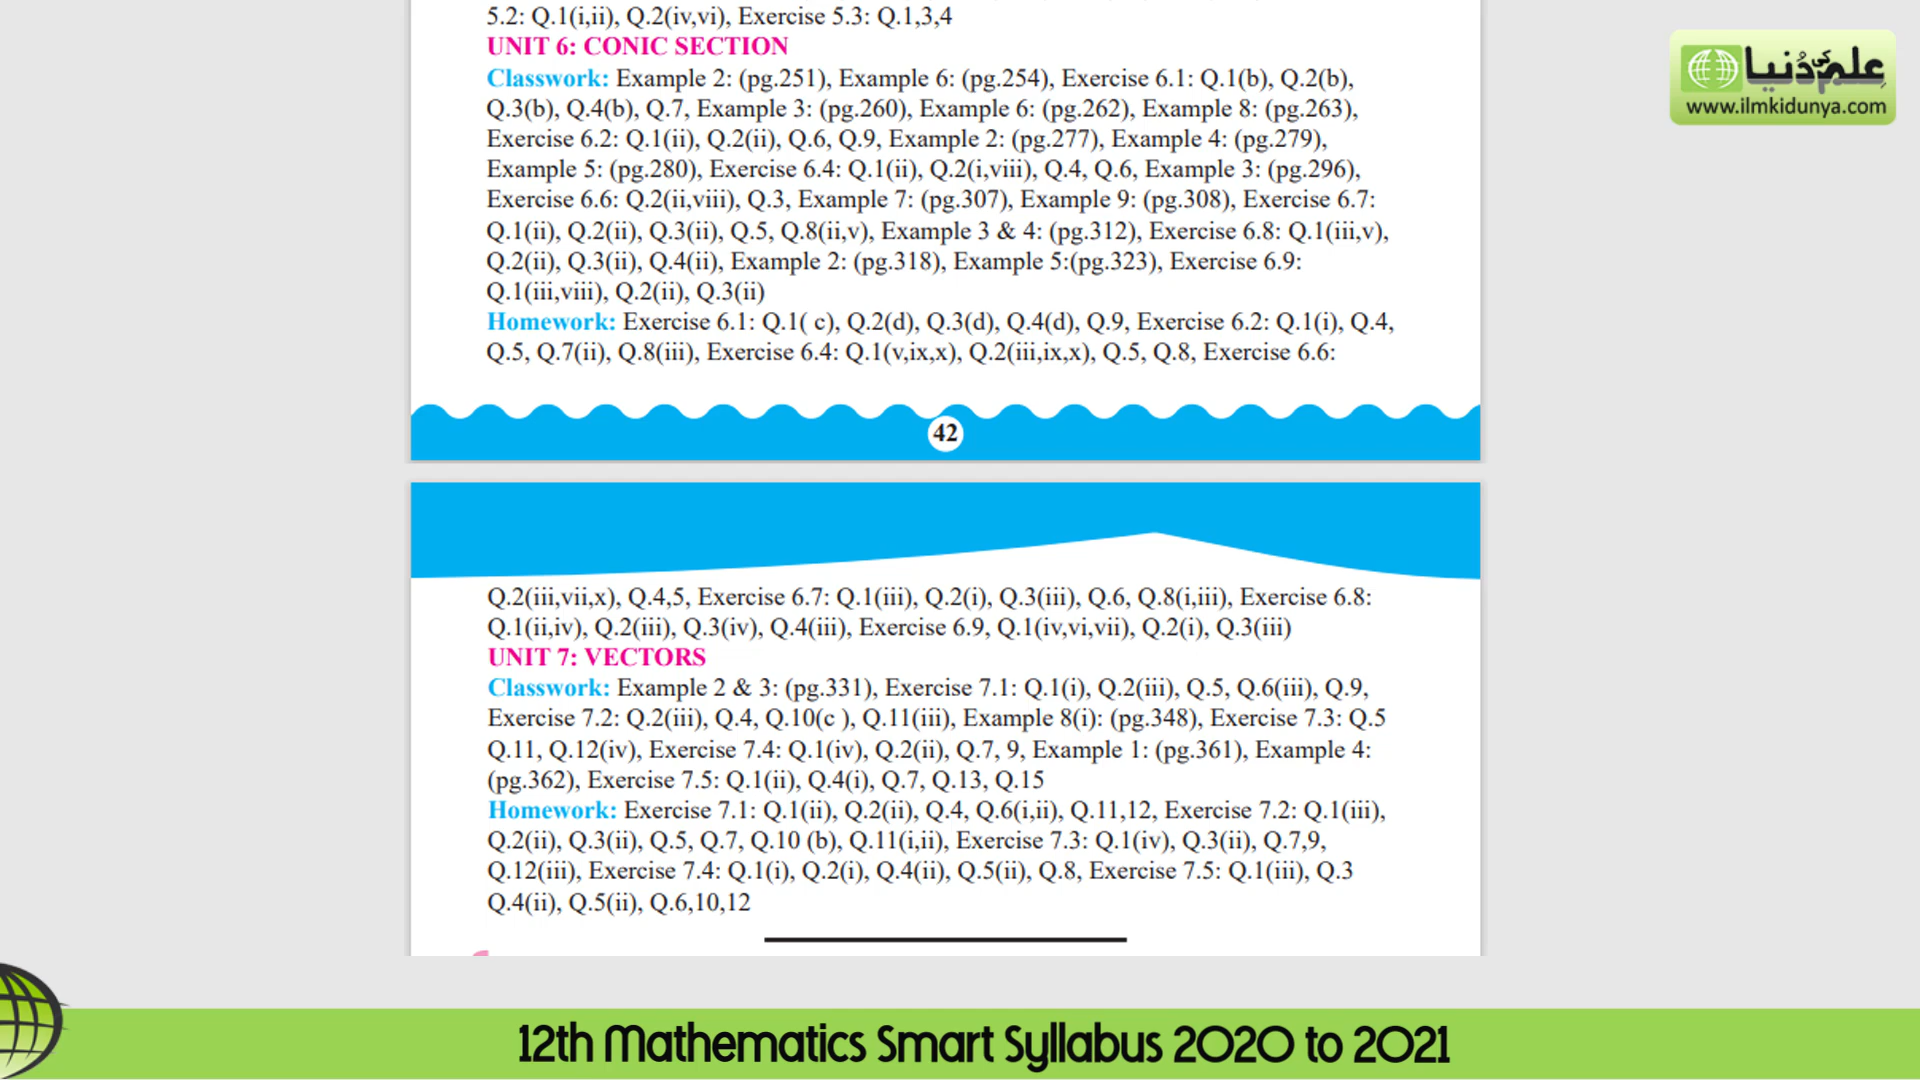 5.2: Q.1(i,ii), Q.2(iv,vi), Exercise 5.3: Q.1,3,4
UNIT 6: CONIC SECTION
Classwork: Example 2: (pg.251), Example 6: (pg.254), Exercise 6.1: Q.1(b), Q.2(b),
Q.3(b), Q.4(b), Q.7, Example 3: (pg.260), Example 6: (pg.262), Example 8: (pg.263),
Exercise 6.2: Q.1(ii), Q.2(ii), Q.6, Q.9, Example 2: (pg.277), Example 4: (pg.279),
Example 5: (pg.280), Exercise 6.4: Q.1(ii), Q.2(i,viii), Q.4, Q.6, Example 3: (pg.296),
Exercise 6.6: Q.2(ii,viii), Q.3, Example 7: (pg.307), Example 9: (pg.308), Exercise 6.7:
Q.1(ii), Q.2(ii), Q.3(ii), Q.5, Q.8(ii,v), Example 3 & 4: (pg.312), Exercise 6.8: Q.1(iii,v),
Q.2(ii), Q.3(ii), Q.4(ii), Example 2: (pg.318), Example 5:(pg.323), Exercise 6.9:
Q.1(iii,viii), Q.2(ii), Q.3(ii)
Homework: Exercise 6.1: Q.1( c), Q.2(d), Q.3(d), Q.4(d), Q.9, Exercise 6.2: Q.1(i), Q.4,
Q.5, Q.7(ii), Q.8(iii), Exercise 6.4: Q.1(v,ix,x), Q.2(iii,ix,x), Q.5, Q.8, Exercise 6.6:
42
Q.2(iii,vii,x), Q.4,5, Exercise 6.7: Q.1(iii), Q.2(i), Q.3(iii), Q.6, Q.8(i,iii), Exercise 6.8:
Q.1(ii,iv), Q.2(iii), Q.3(iv), Q.4(iii), Exercise 6.9, Q.1(iv,vi,vii), Q.2(i), Q.3(iii)
UNIT 7: VECTORS
Classwork: Example 2 & 3: (pg.331), Exercise 7.1: Q.1(i), Q.2(iii), Q.5, Q.6(iii), Q.9,
Exercise 7.2: Q.2(iii), Q.4, Q.10(c ), Q.11(iii), Example 8(i): (pg.348), Exercise 7.3: Q.5
Q.11, Q.12(iv), Exercise 7.4: Q.1(iv), Q.2(ii), Q.7, 9, Example 1: (pg.361), Example 4:
(pg.362), Exercise 7.5: Q.1(ii), Q.4(i), Q.7, Q.13, Q.15
Homework: Exercise 7.1: Q.1(ii), Q.2(ii), Q.4, Q.6(i,ii), Q.11,12, Exercise 7.2: Q.1(iii),
Q.2(ii), Q.3(ii), Q.5, Q.7, Q.10 (b), Q.11(i,ii), Exercise 7.3: Q.1(iv), Q.3(ii), Q.7,9,
Q.12(iii), Exercise 7.4: Q.1(i), Q.2(i), Q.4(ii), Q.5(ii), Q.8, Exercise 7.5: Q.1(iii), Q.3
Q.4(ii), Q.5(ii), Q.6,10,12
علم کی دُنیا
www.ilmkidunya.com
12th Mathematics Smart Syllabus 2020 to 2021